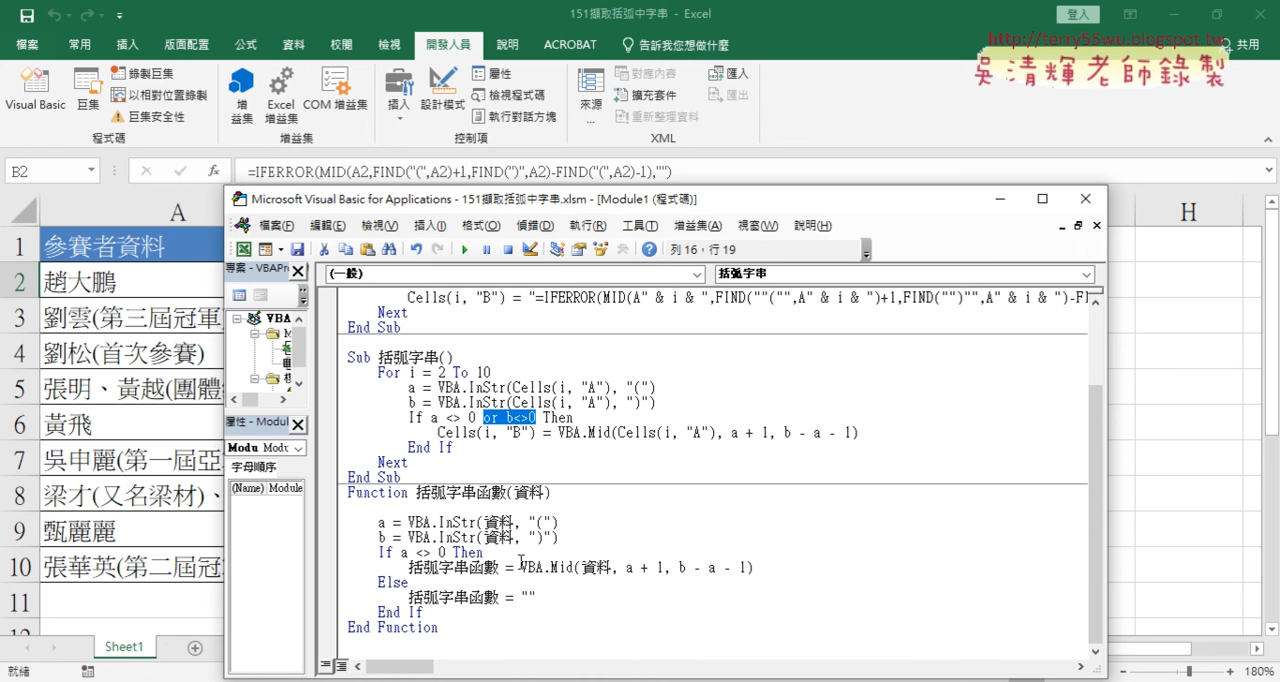 151擷取括弧中字串 - Excel
登入
http://terry55wu.blogspot.tw
吳清輝老師錄製
檔案 常用 插入 版面配置 公式 資料 校閱 檢視 開發人員 說明 ACROBAT 告訴我您想做什麼 共用
Visual Basic 巨集 錄製巨集 以相對位置錄製 巨集安全性
程式碼
增益集 Excel 增益集 COM 增益集
增益集
插入 設計模式 屬性 檢視程式碼 執行對話方塊
控制項
來源 ... 對應內容 擴充套件 重新整理資料 匯入 匯出
XML
B2 fx =IFERROR(MID(A2,FIND("(",A2)+1,FIND(")",A2)-FIND("(",A2)-1),"")
A H
1 參賽者資料
2 趙大鵬
3 劉雲(第三屆冠軍
4 劉松(首次參賽)
5 張明、黃越(團體
6 黃飛
7 吳申麗(第一屆亞
8 梁才(又名梁材)、
9 甄麗麗
10 張華英(第二屆冠
11
12
Sheet1
就緒
180%
Microsoft Visual Basic for Applications - 151擷取括弧中字串.xlsm - [Module1 (程式碼)]
檔案(F) 編輯(E) 檢視(V) 插入(I) 格式(O) 偵錯(D) 執行(R) 工具(T) 增益集(A) 視窗(W) 說明(H)
列 16，行 19
專案 - VBAPr
VBA
屬性 - Modul
Modu Modu
字母順序
(Name) Module
(一般) 括弧字串
Cells(i, "B") = "=IFERROR(MID(A" & i & ",FIND(""("",A" & i & ")+1,FIND("")"",A" & i & ")-FI
Next
End Sub
Sub 括弧字串()
For i = 2 To 10
a = VBA.InStr(Cells(i, "A"), "(")
b = VBA.InStr(Cells(i, "A"), ")")
If a <> 0 or b<>0 Then
Cells(i, "B") = VBA.Mid(Cells(i, "A"), a + 1, b - a - 1)
End If
Next
End Sub
Function 括弧字串函數(資料)
a = VBA.InStr(資料, "(")
b = VBA.InStr(資料, ")")
If a <> 0 Then
括弧字串函數 = VBA.Mid(資料, a + 1, b - a - 1)
Else
括弧字串函數 = ""
End If
End Function